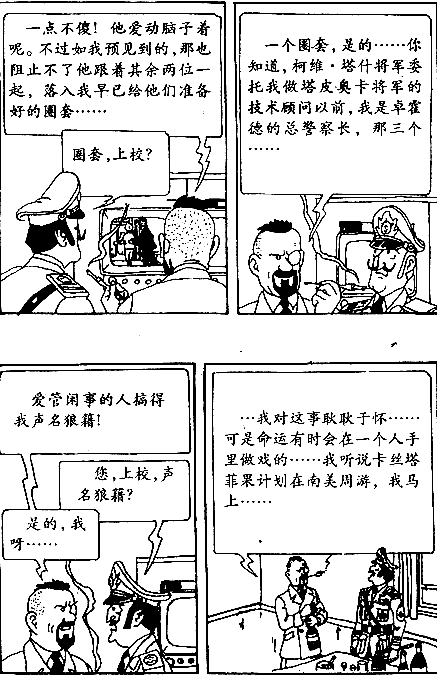 一点不傻！他爱动脑子着
呢。不过如我预见到的，那也
阻止不了他跟着其余两位一
起，落入我早已给他们准备
好的圈套……
圈套，上校？
一个圈套，是的……你
知道，柯维·塔什将军委
托我做塔皮奥卡将军的
技术顾问以前，我是卓霍
德的总警察长，那三个
……
爱管闲事的人搞得
我声名狼籍！
您，上校，声
名狼籍？
是的，我
呀……
…我对这事耿耿于怀……
可是命运有时会在一个人手
里做戏的……我听说卡丝塔
菲果计划在南美周游，我马
上……